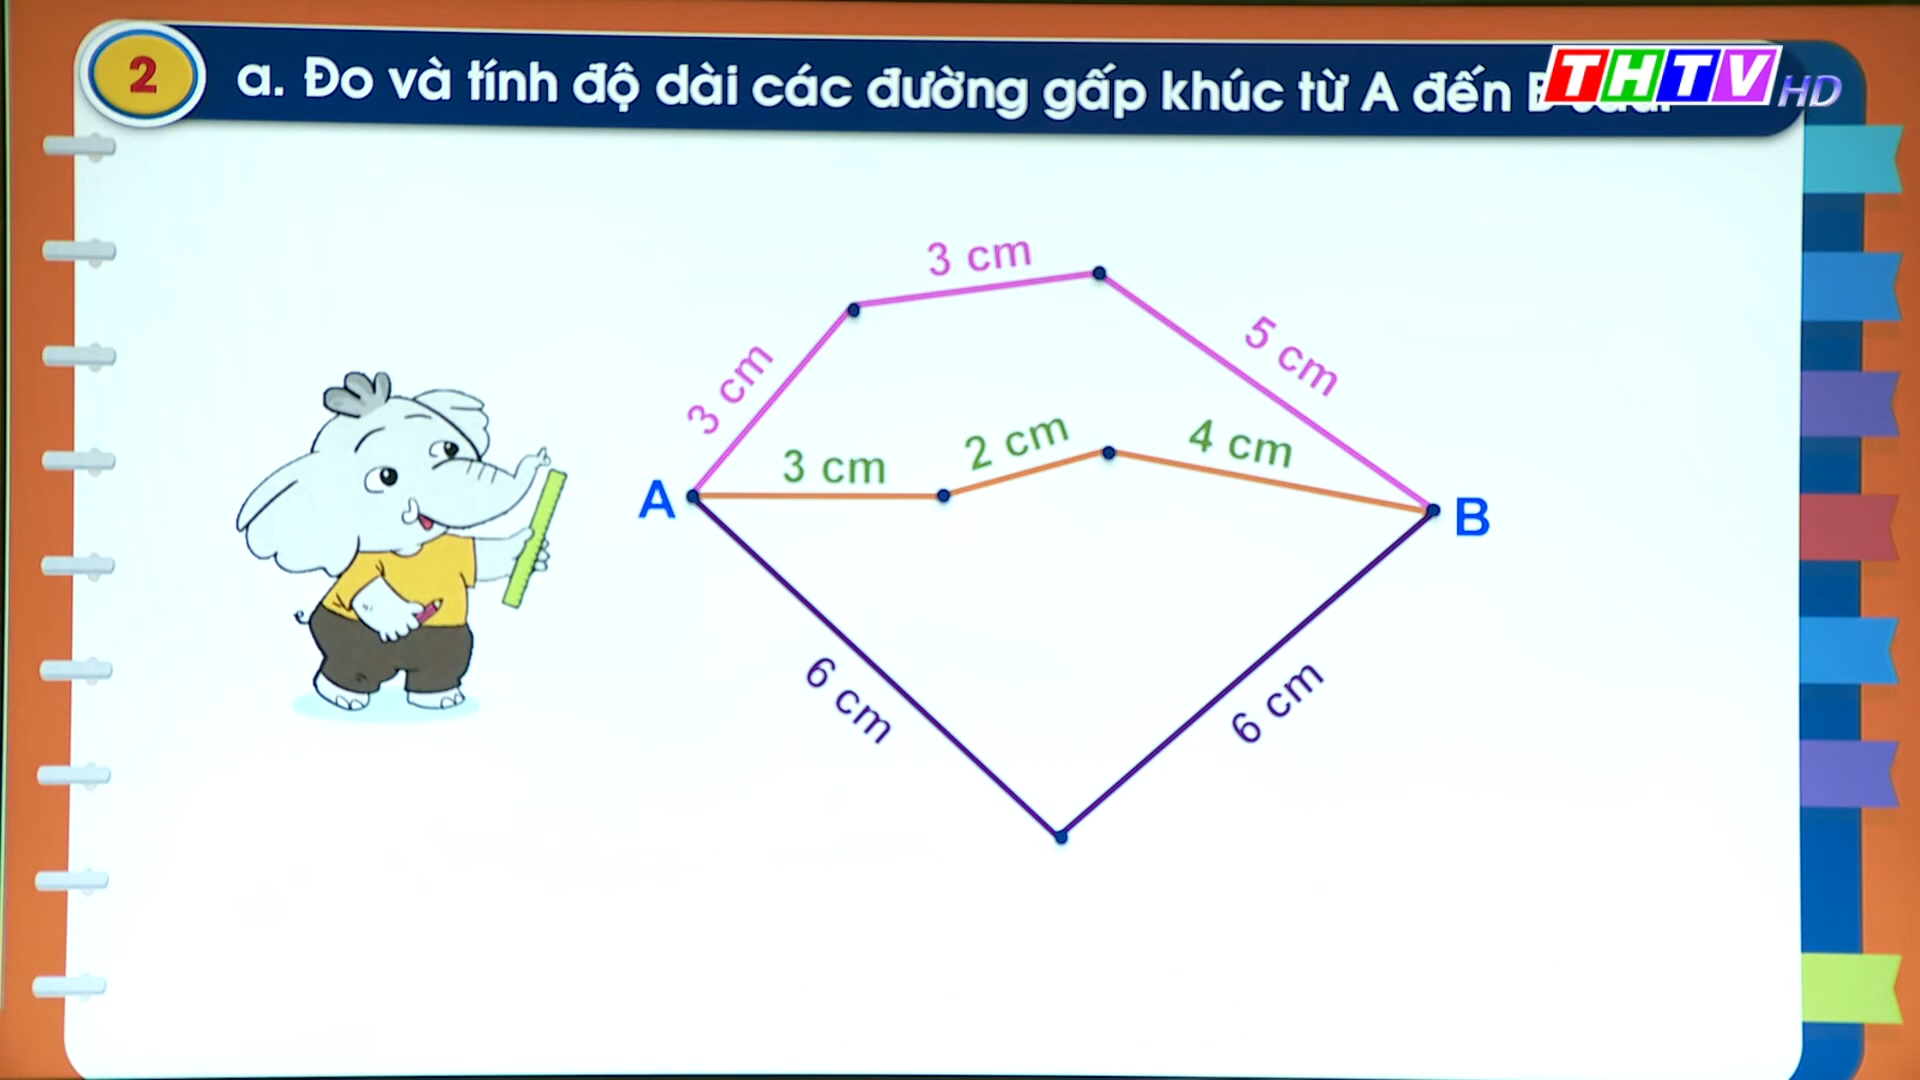 2
a. Đo và tính độ dài các đường gấp khúc từ A đến
THTV HD
3 cm
5 cm
3 cm
3 cm
2 cm
4 cm
A
B
6 cm
6 cm